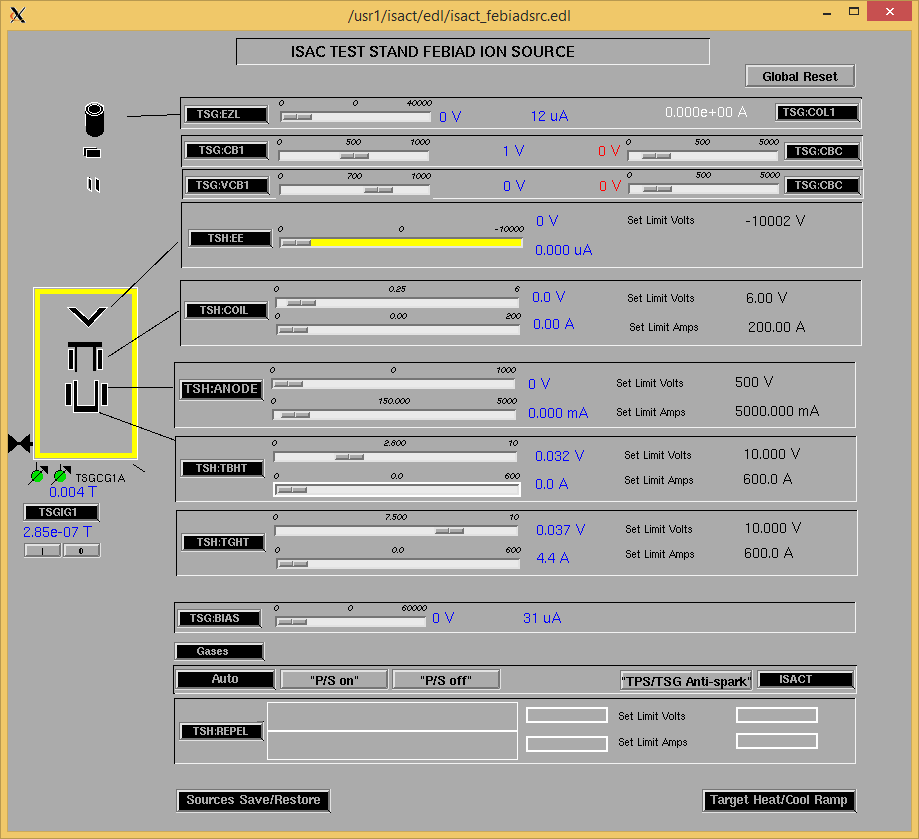 X /usr1/isact/edl/isact_febiadsrc.edl
ISAC TEST STAND FEBIAD ION SOURCE
Global Reset
TSG:EZL 0 0 40000 0 V 12 uA 0.000e+00 A TSG:COL1
TSG:CB1 0 500 1000 1 V 0 V 0 500 5000 TSG:CBC
TSG:VCB1 0 700 1000 0 V 0 V 0 500 5000 TSG:CBC
TSH:EE 0 0 -10000 0 V Set Limit Volts -10002 V
0.000 uA
TSH:COIL 0 0.25 6 0.0 V Set Limit Volts 6.00 V
0 0.00 200 0.00 A Set Limit Amps 200.00 A
TSH:ANODE 0 0 1000 0 V Set Limit Volts 500 V
0 150.000 5000 0.000 mA Set Limit Amps 5000.000 mA
TSH:TBHT 0 2.800 10 0.032 V Set Limit Volts 10.000 V
0 0.0 600 0.0 A Set Limit Amps 600.0 A
TSGCG1A
0.004 T
TSGIG1
2.85e-07 T
I 0
TSH:TGHT 0 7.500 10 0.037 V Set Limit Volts 10.000 V
0 0.0 600 4.4 A Set Limit Amps 600.0 A
TSG:BIAS 0 0 60000 0 V 31 uA
Gases
Auto "P/S on" "P/S off" "TPS/TSG Anti-spark" ISACT
TSH:REPEL Set Limit Volts
Set Limit Amps
Sources Save/Restore Target Heat/Cool Ramp